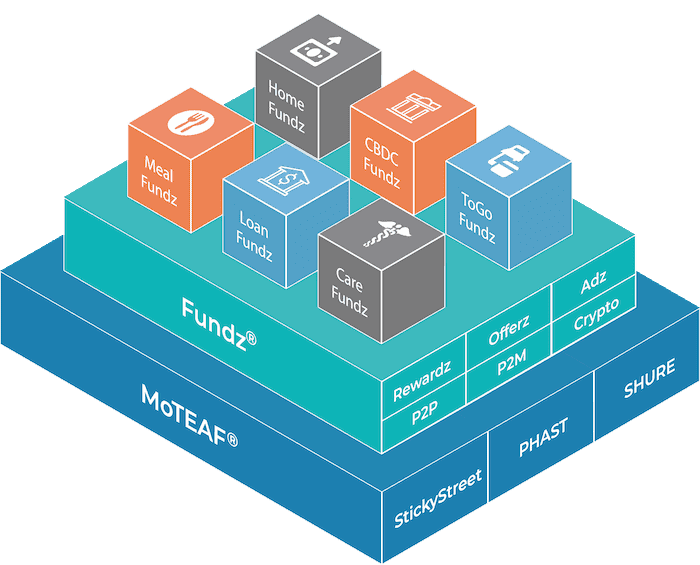 Home
Fundz
CBDC
Fundz
Meal
Fundz
ToGo
Fundz
Loan
Fundz
Care
Fundz
Fundz®
Rewardz
Offerz
Adz
P2P
P2M
Crypto
MoTEAF®
StickyStreet
PHAST
SHURE